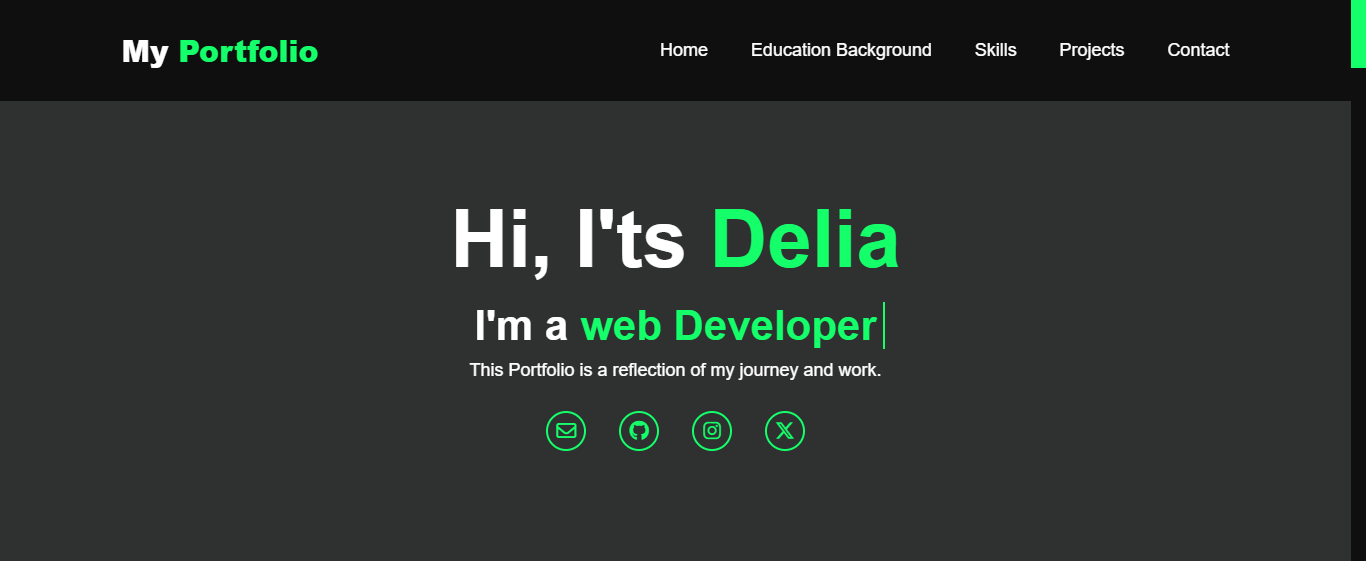 My Portfolio
Home Education Background Skills Projects Contact
Hi, I'ts Delia
I'm a web Developer
This Portfolio is a reflection of my journey and work.